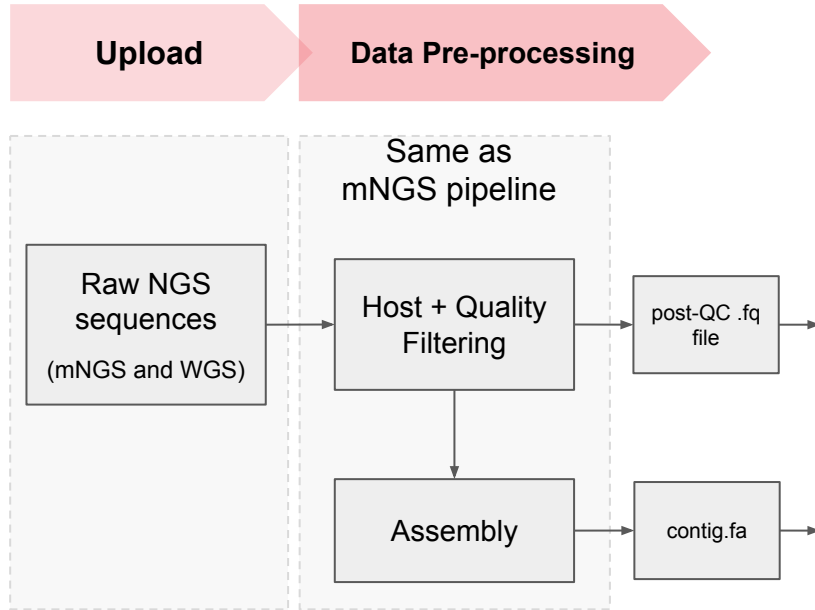 Upload
Data Pre-processing
Same as
mNGS pipeline
Raw NGS
sequences
(mNGS and WGS)
Host + Quality
Filtering
post-QC .fq
file
Assembly
contig.fa